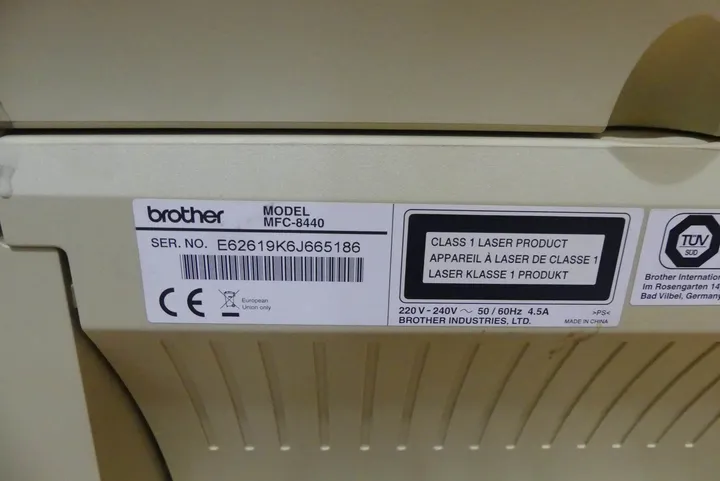 brother
MODEL
MFC-8440
SER. NO. E62619K6J665186
CE
European
Union only
CLASS 1 LASER PRODUCT
APPAREIL À LASER DE CLASSE 1
LASER KLASSE 1 PRODUKT
220 V - 240V ~ 50 / 60Hz 4.5A
>PS<
BROTHER INDUSTRIES, LTD.
MADE IN CHINA
TÜV
SÜD
Brother Internation
Im Rosengarten 14
Bad Vilbel, Germany